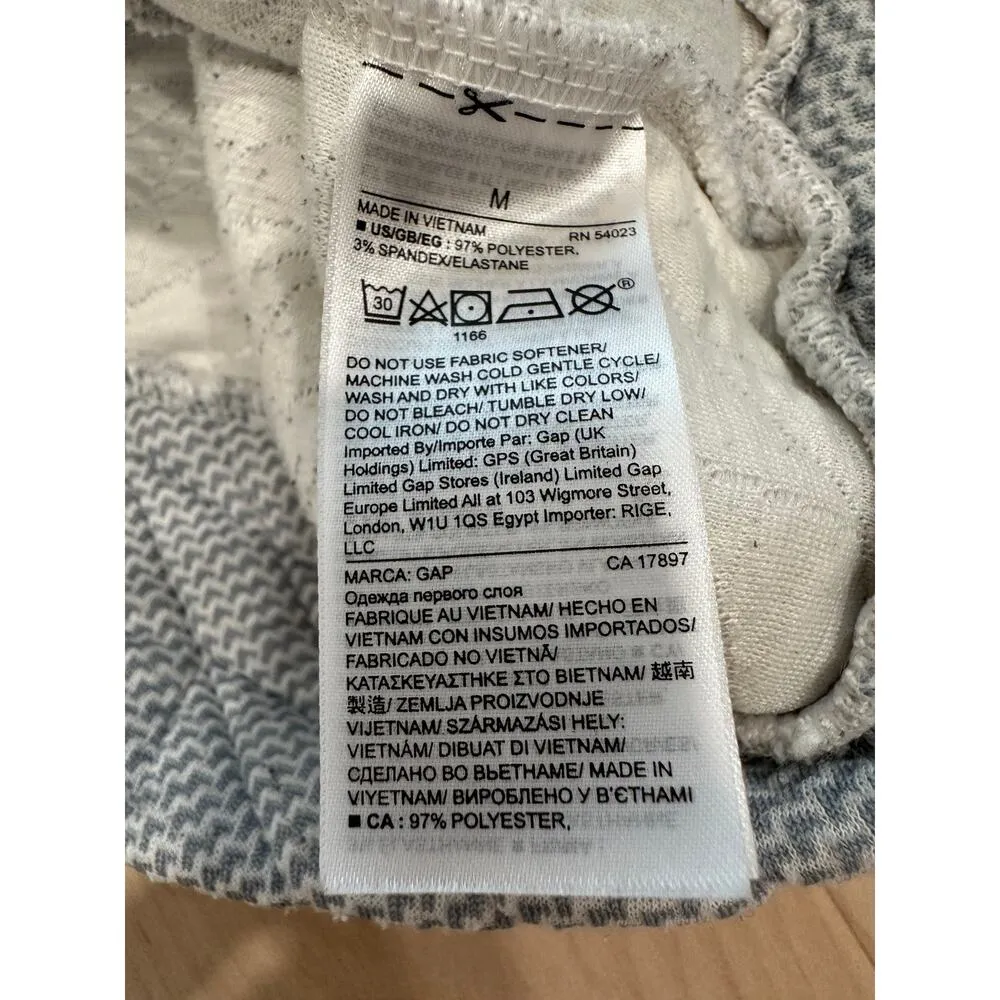 M
MADE IN VIETNAM
RN 54023
■ US/GB/EG : 97% POLYESTER,
3% SPANDEX/ELASTANE
30
®
1166
DO NOT USE FABRIC SOFTENER/
MACHINE WASH COLD GENTLE CYCLE/
WASH AND DRY WITH LIKE COLORS/
DO NOT BLEACH/ TUMBLE DRY LOW/
COOL IRON/ DO NOT DRY CLEAN
Imported By/Importe Par: Gap (UK
Holdings) Limited: GPS (Great Britain)
Limited Gap Stores (Ireland) Limited Gap
Europe Limited All at 103 Wigmore Street,
London, W1U 1QS Egypt Importer: RIGE,
LLC
MARCA: GAP
CA 17897
Одежда первого слоя
FABRIQUE AU VIETNAM/ HECHO EN
VIETNAM CON INSUMOS IMPORTADOS/
FABRICADO NO VIETNÃ/
ΚΑΤΑΣΚΕΥΑΣΤΗΚΕ ΣΤΟ ΒΙΕΤΝΑΜ/ 越南
製造/ ZEMLJA PROIZVODNJE
VIJETNAM/ SZÁRMAZÁSI HELY:
VIETNÁM/ DIBUAT DI VIETNAM/
СДЕЛАНО ВО ВЬЕТНАМЕ/ MADE IN
VIYETNAM/ ВИРОБЛЕНО У В'ЄТНАМІ
■ CA : 97% POLYESTER,